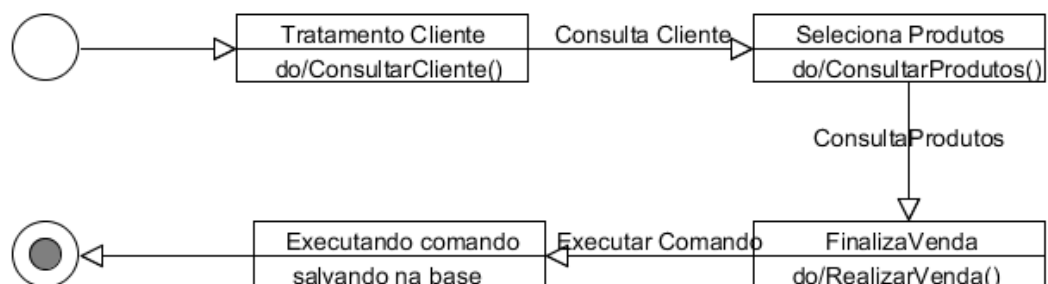 Tratamento Cliente
do/ConsultarCliente()
Consulta Cliente
Seleciona Produtos
do/ConsultarProdutos()
ConsultaProdutos
FinalizaVenda
do/RealizarVenda()
Executar Comando
Executando comando
salvando na base